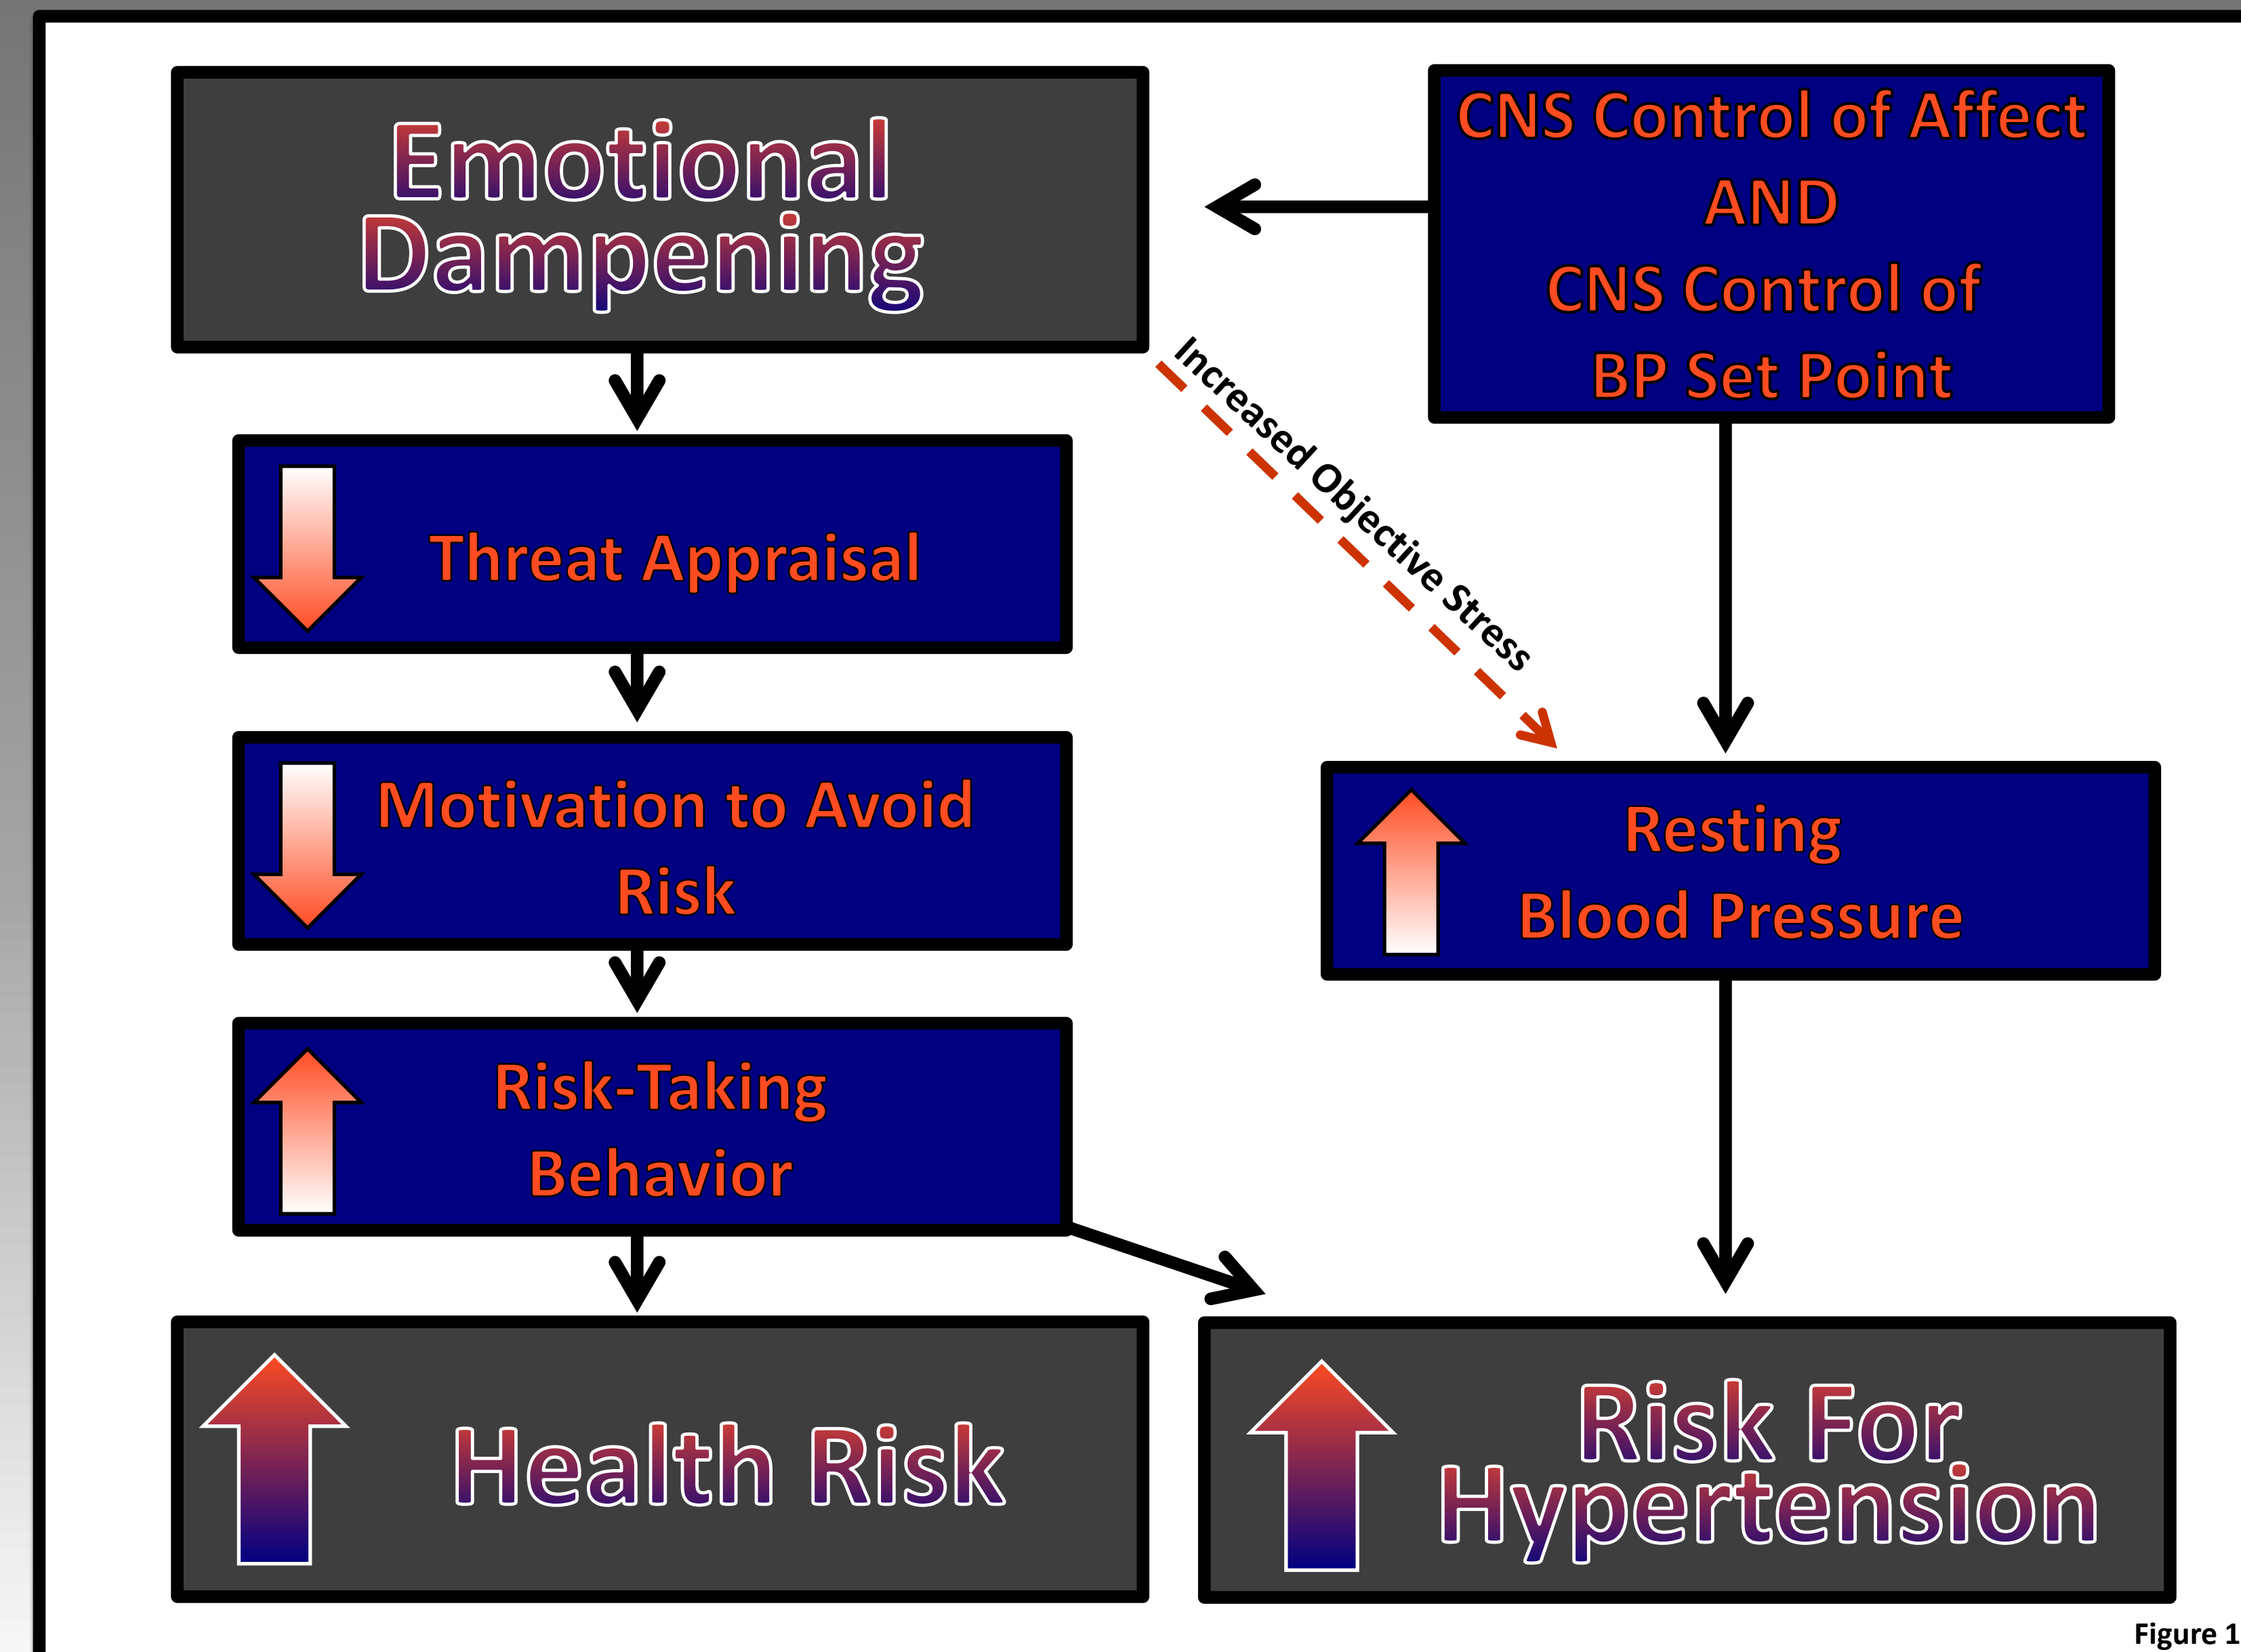 Emotional
Dampening
CNS Control of Affect
AND
CNS Control of
BP Set Point
Increased Objective Stress
Threat Appraisal
Motivation to Avoid
Risk
Resting
Blood Pressure
Risk-Taking
Behavior
Health Risk
Risk For
Hypertension
Figure 1